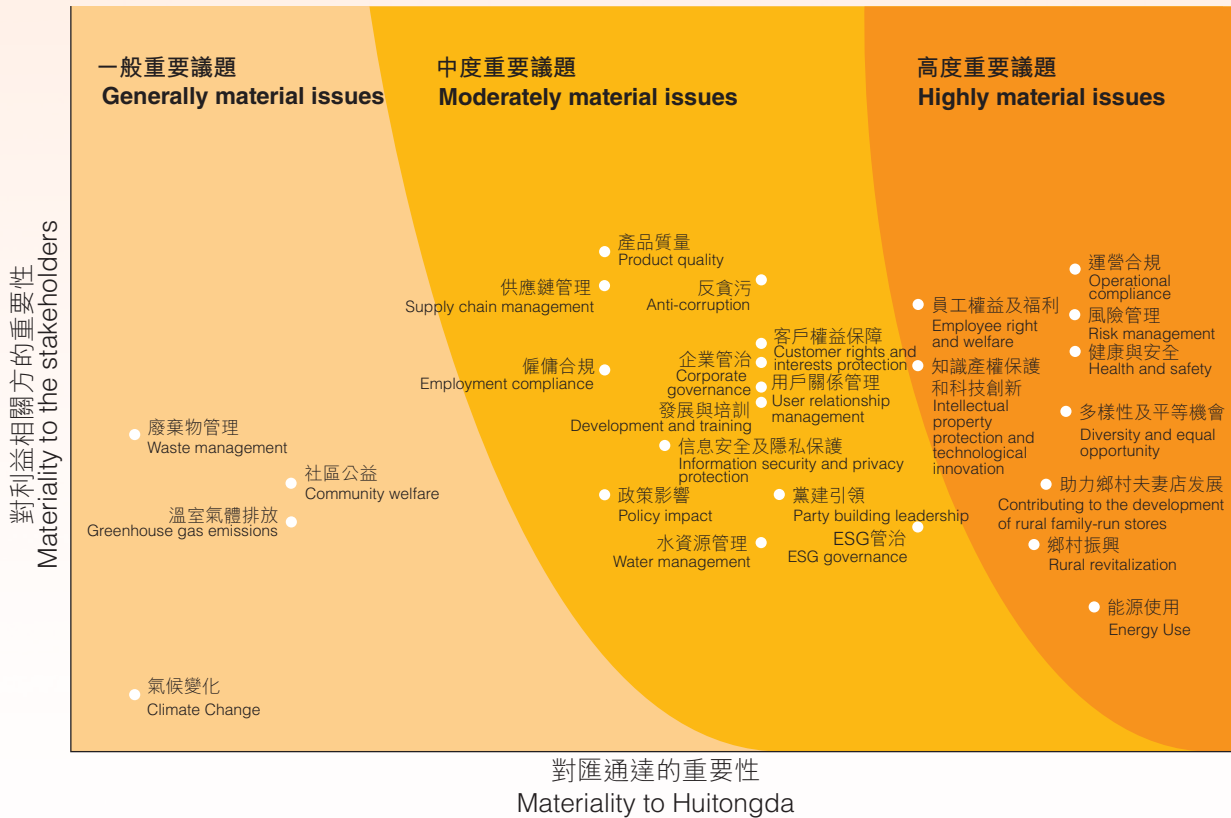 一般重要議題
Generally material issues
中度重要議題
Moderately material issues
高度重要議題
Highly material issues
對利益相關方的重要性
Materiality to the stakeholders
廢棄物管理
Waste management
社區公益
Community welfare
溫室氣體排放
Greenhouse gas emissions
氣候變化
Climate Change
產品質量
Product quality
供應鏈管理
Supply chain management
反貪污
Anti-corruption
僱傭合規
Employment compliance
客戶權益保障
Customer rights and
interests protection
企業管治
Corporate
governance
用戶關係管理
User relationship
management
發展與培訓
Development and training
信息安全及隱私保護
Information security and privacy
protection
政策影響
Policy impact
黨建引領
Party building leadership
水資源管理
Water management
ESG管治
ESG governance
運營合規
Operational
compliance
員工權益及福利
Employee right
and welfare
風險管理
Risk management
健康與安全
Health and safety
知識產權保護
和科技創新
Intellectual
property
protection and
technological
innovation
多樣性及平等機會
Diversity and equal
opportunity
助力鄉村夫妻店发展
Contributing to the development
of rural family-run stores
鄉村振興
Rural revitalization
能源使用
Energy Use
對匯通達的重要性
Materiality to Huitongda